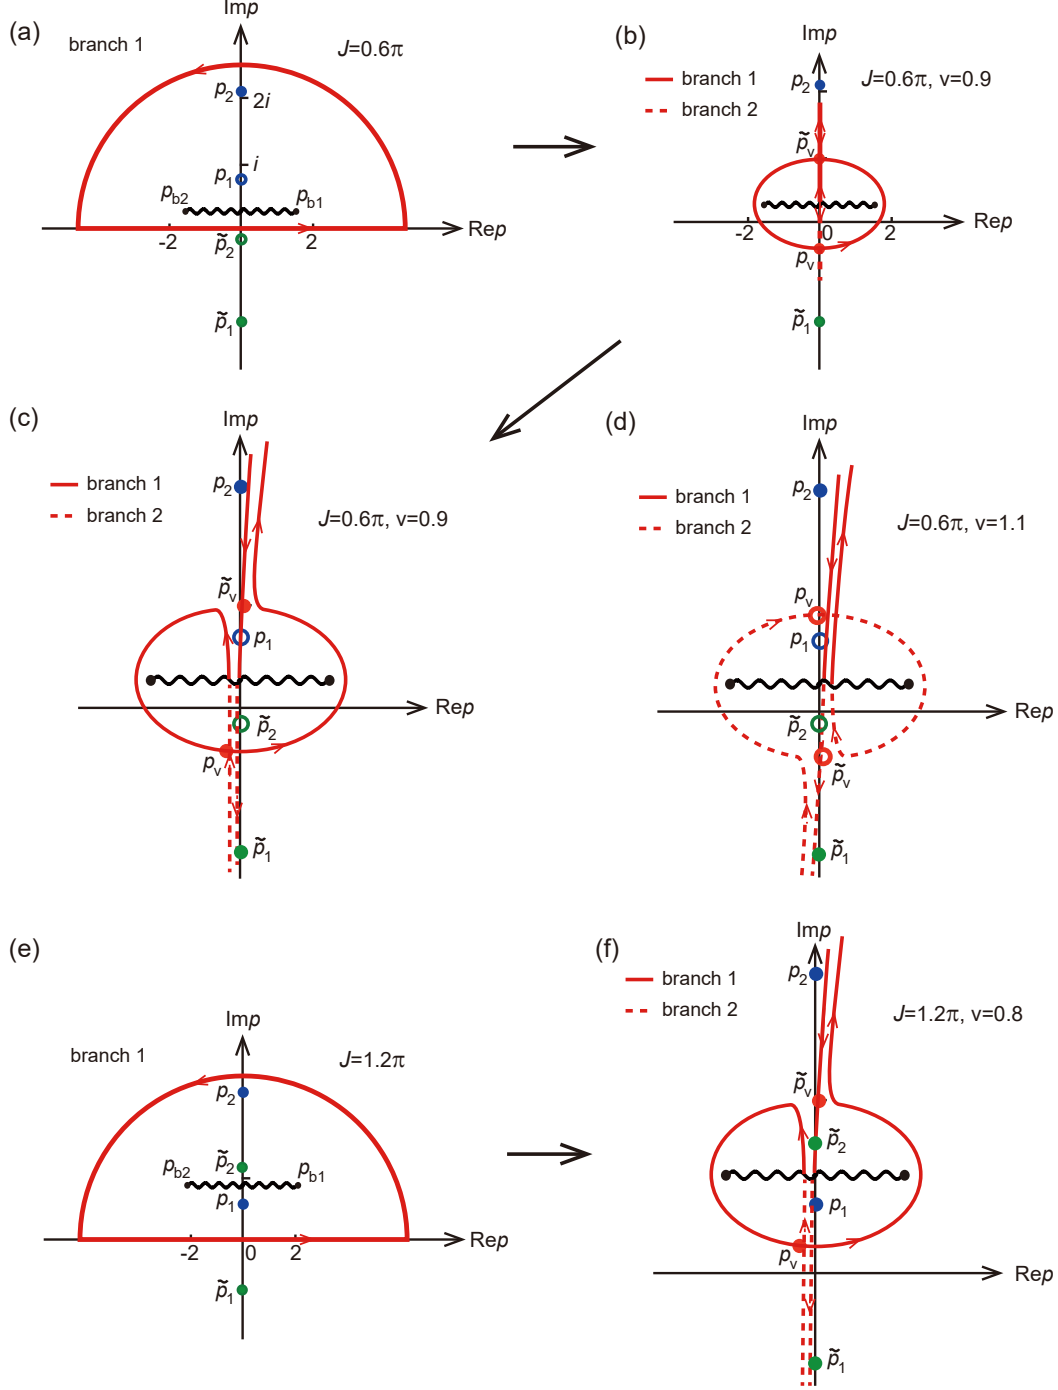 (a)
Imp
branch 1
J=0.6π
p2
2i
i
p1
pb2
pb1
-2
2
Rep
p̃2
p̃1
(b)
Imp
branch 1
branch 2
p2
J=0.6π, v=0.9
p̃v
-2
0
2
Rep
pv
p̃1
(c)
Imp
branch 1
branch 2
p2
J=0.6π, v=0.9
p̃v
p1
Rep
p̃2
pv
p̃1
(d)
Imp
branch 1
branch 2
p2
J=0.6π, v=1.1
pv
p1
Rep
p̃2
p̃v
p̃1
(e)
Imp
branch 1
J=1.2π
p2
p̃2
pb2
pb1
p1
-2
0
2
Rep
p̃1
(f)
Imp
branch 1
branch 2
p2
J=1.2π, v=0.8
p̃v
p̃2
p1
pv
Rep
p̃1